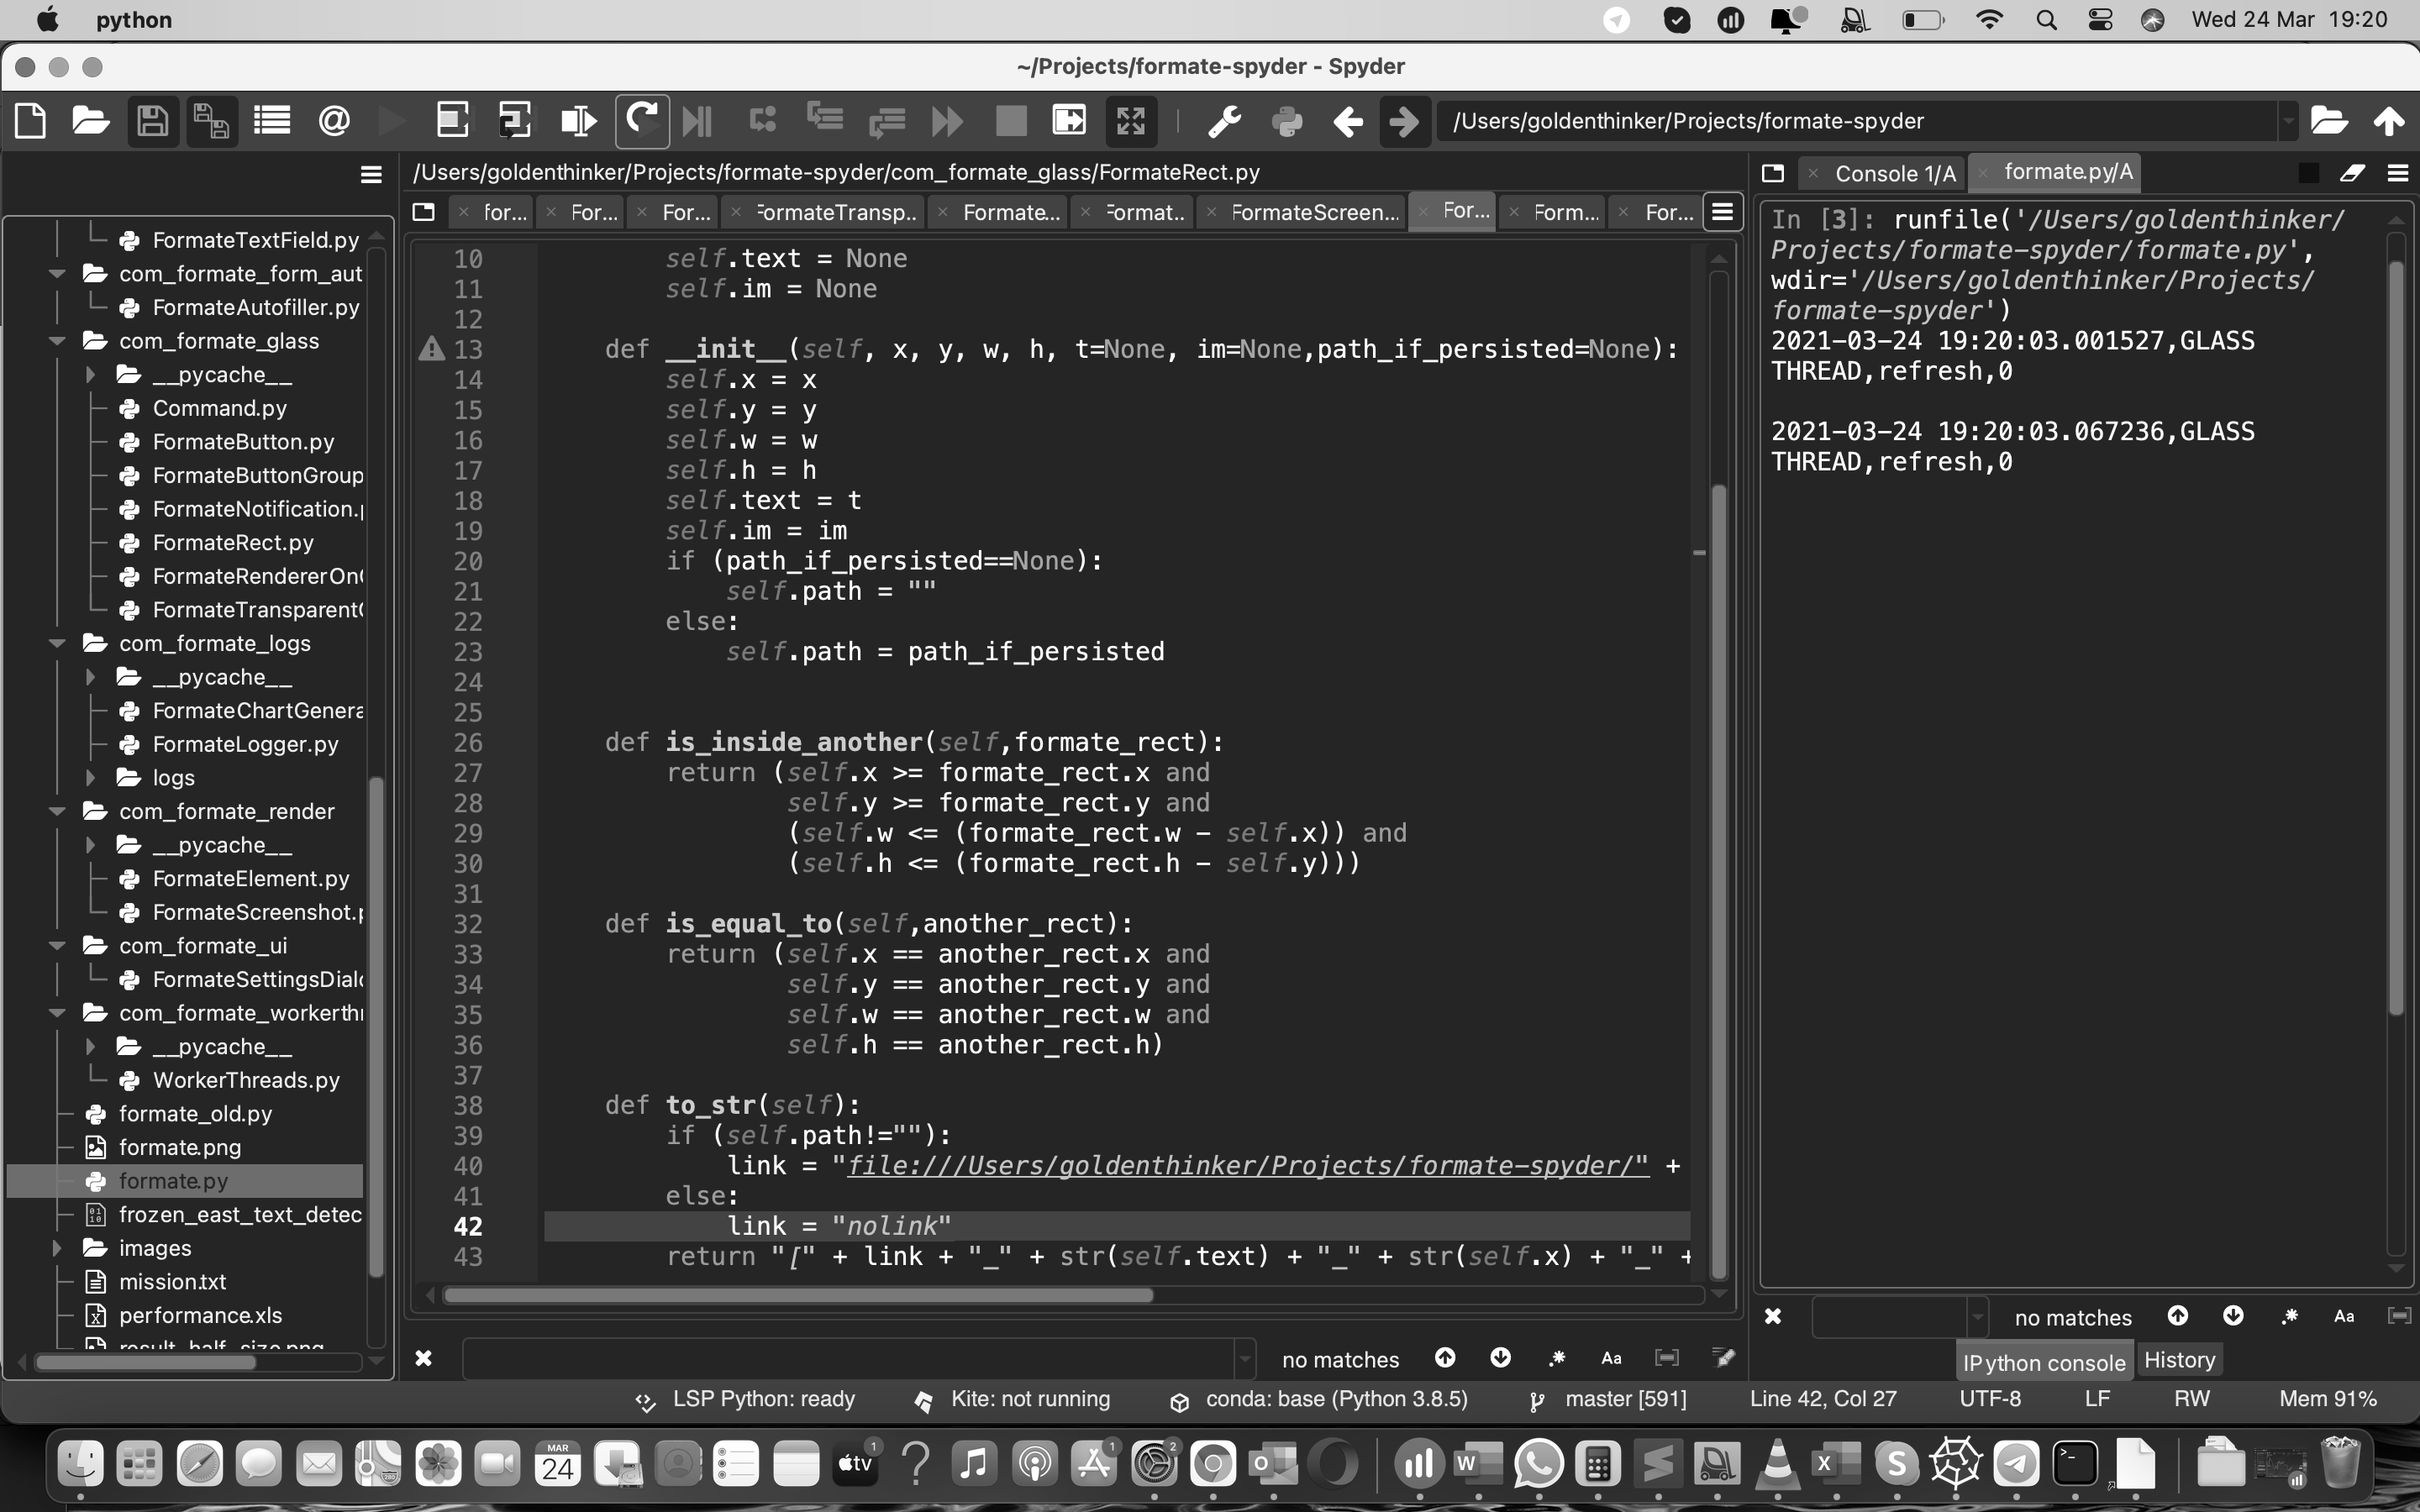 python
Wed 24 Mar 19:20
~/Projects/formate-spyder - Spyder
/Users/goldenthinker/Projects/formate-spyder
FormateTextField.py
com_formate_form_aut
FormateAutofiller.py
com_formate_glass
__pycache__
Command.py
FormateButton.py
FormateButtonGroup
FormateNotification.p
FormateRect.py
FormateRendererOn
FormateTransparent
com_formate_logs
__pycache__
FormateChartGenera
FormateLogger.py
logs
com_formate_render
__pycache__
FormateElement.py
FormateScreenshot.p
com_formate_ui
FormateSettingsDialo
com_formate_workerth
__pycache__
WorkerThreads.py
formate_old.py
formate.png
formate.py
frozen_east_text_detec
images
mission.txt
performance.xls
result_half_size.png
/Users/goldenthinker/Projects/formate-spyder/com_formate_glass/FormateRect.py
for... For... For... FormateTransp... Formate... Format... FormateScreen... For... Form... For...
10 self.text = None
11 self.im = None
12
13 def __init__(self, x, y, w, h, t=None, im=None,path_if_persisted=None):
14 self.x = x
15 self.y = y
16 self.w = w
17 self.h = h
18 self.text = t
19 self.im = im
20 if (path_if_persisted==None):
21 self.path = ""
22 else:
23 self.path = path_if_persisted
24
25
26 def is_inside_another(self,formate_rect):
27 return (self.x >= formate_rect.x and
28 self.y >= formate_rect.y and
29 (self.w <= (formate_rect.w - self.x)) and
30 (self.h <= (formate_rect.h - self.y)))
31
32 def is_equal_to(self,another_rect):
33 return (self.x == another_rect.x and
34 self.y == another_rect.y and
35 self.w == another_rect.w and
36 self.h == another_rect.h)
37
38 def to_str(self):
39 if (self.path!=""):
40 link = "file:///Users/goldenthinker/Projects/formate-spyder/" +
41 else:
42 link = "nolink"
43 return "[" + link + "_" + str(self.text) + "_" + str(self.x) + "_" +
no matches
Aa
Console 1/A
formate.py/A
In [3]: runfile('/Users/goldenthinker/
Projects/formate-spyder/formate.py',
wdir='/Users/goldenthinker/Projects/
formate-spyder')
2021-03-24 19:20:03.001527,GLASS
THREAD,refresh,0
2021-03-24 19:20:03.067236,GLASS
THREAD,refresh,0
no matches
Aa
IPython console
History
LSP Python: ready
Kite: not running
conda: base (Python 3.8.5)
master [591]
Line 42, Col 27
UTF-8
LF
RW
Mem 91%
MAR
24
tv
1
1
2